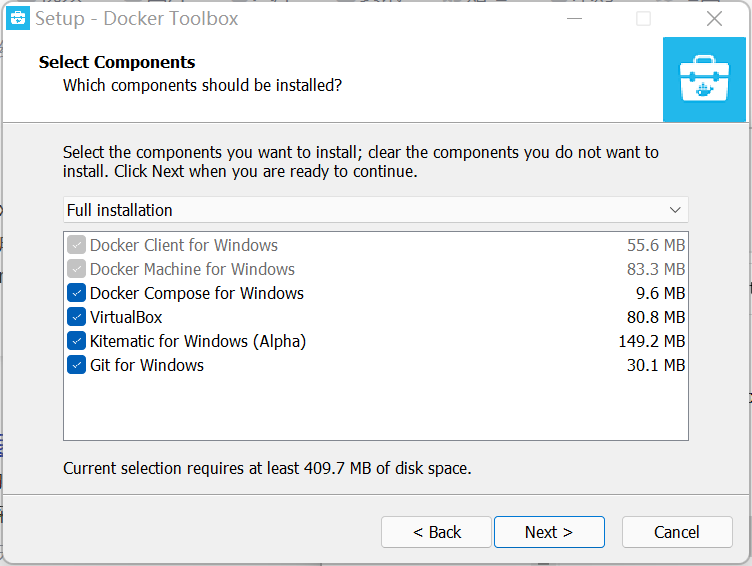 Setup - Docker Toolbox
Select Components
Which components should be installed?
Select the components you want to install; clear the components you do not want to
install. Click Next when you are ready to continue.
Full installation
Docker Client for Windows 55.6 MB
Docker Machine for Windows 83.3 MB
Docker Compose for Windows 9.6 MB
VirtualBox 80.8 MB
Kitematic for Windows (Alpha) 149.2 MB
Git for Windows 30.1 MB
Current selection requires at least 409.7 MB of disk space.
< Back Next > Cancel